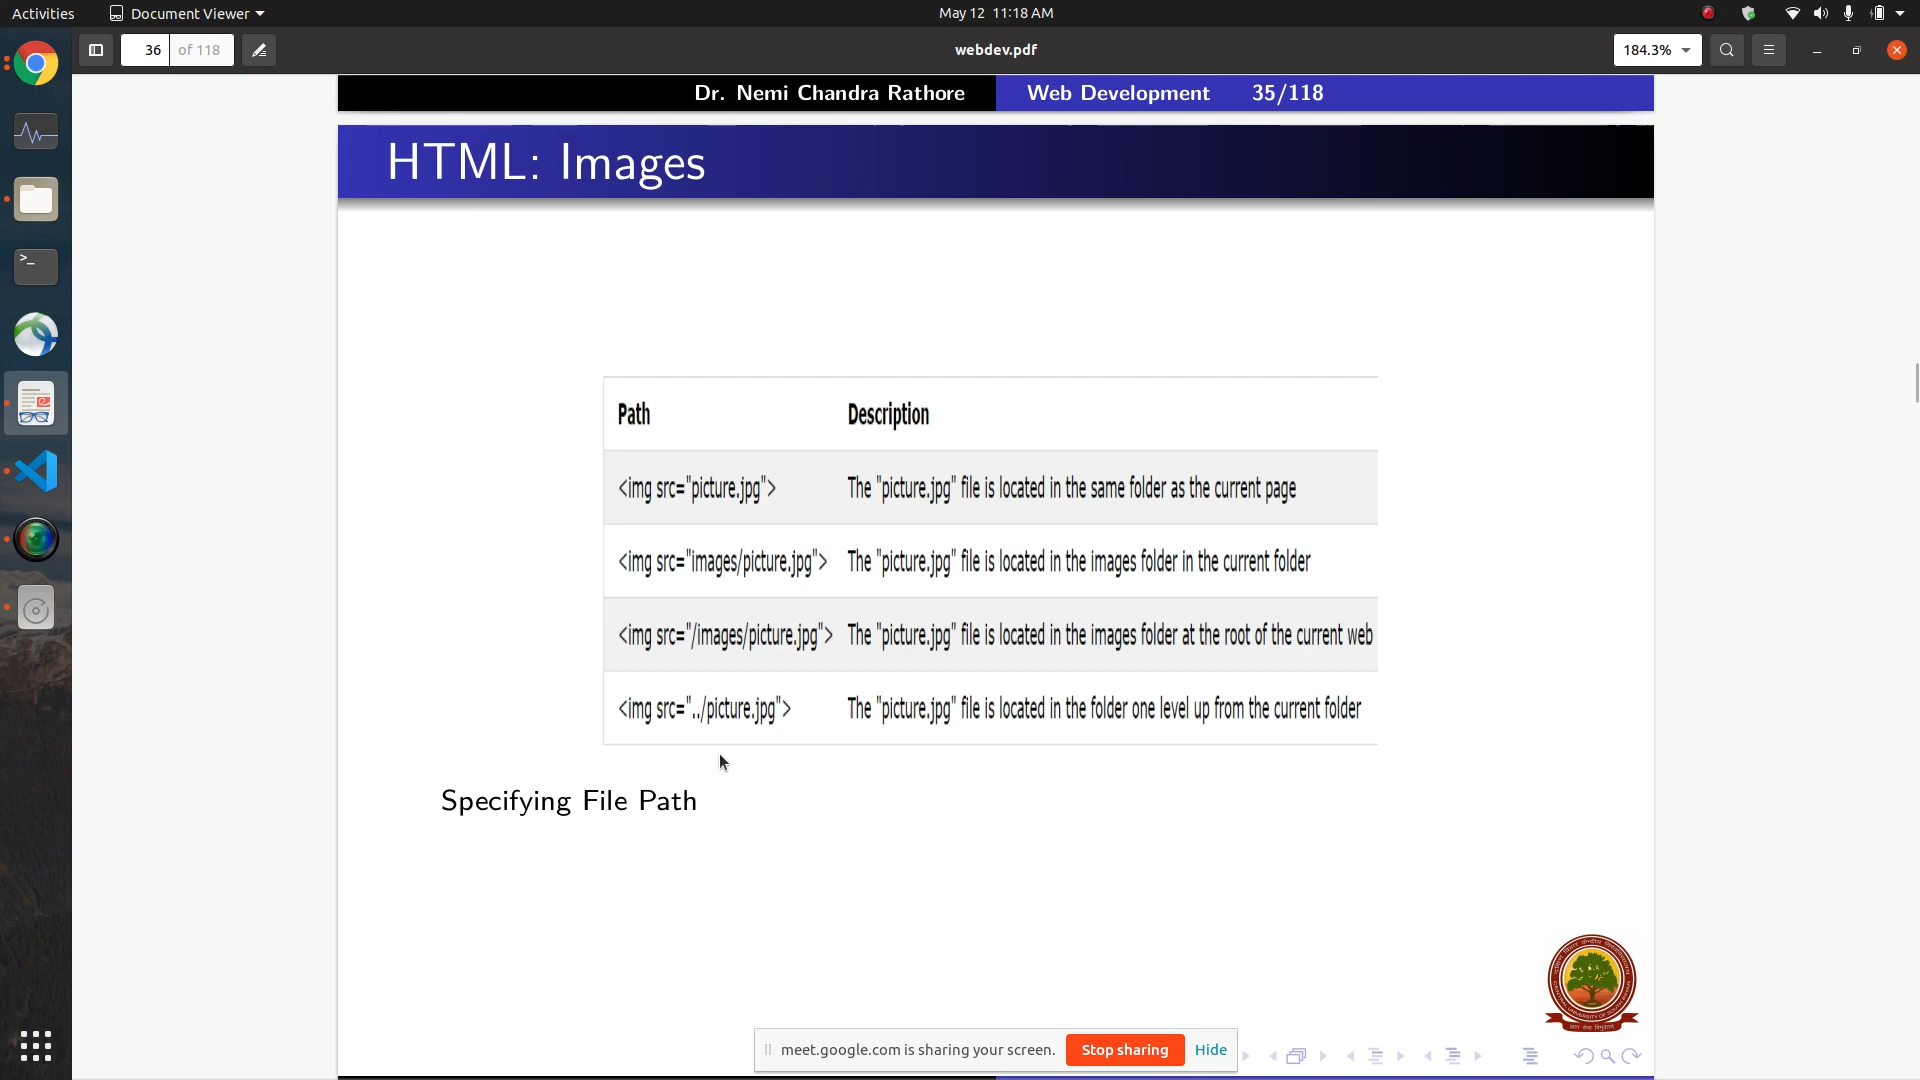 Activities
Document Viewer
May 12 11:18 AM
36
of 118
webdev.pdf
184.3%
Dr. Nemi Chandra Rathore
Web Development
35/118
HTML: Images
Path Description
<img src="picture.jpg"> The "picture.jpg" file is located in the same folder as the current page
<img src="images/picture.jpg"> The "picture.jpg" file is located in the images folder in the current folder
<img src="/images/picture.jpg"> The "picture.jpg" file is located in the images folder at the root of the current web
<img src="../picture.jpg"> The "picture.jpg" file is located in the folder one level up from the current folder
Specifying File Path
meet.google.com is sharing your screen.
Stop sharing
Hide